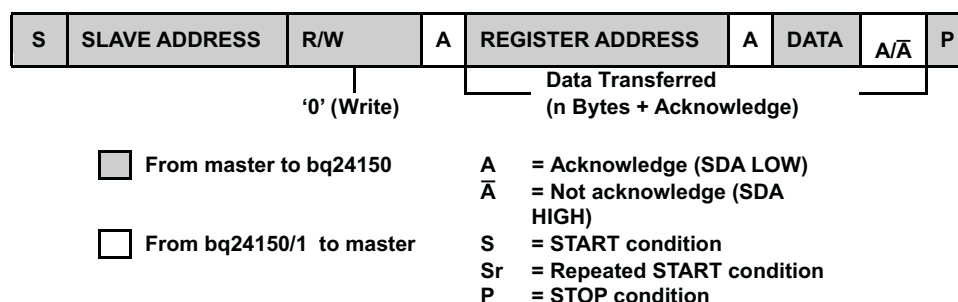 S SLAVE ADDRESS R/W A REGISTER ADDRESS A DATA A/A̅ P
Data Transferred
‘0’ (Write) (n Bytes + Acknowledge)
From master to bq24150
A = Acknowledge (SDA LOW)
A̅ = Not acknowledge (SDA
HIGH)
From bq24150/1 to master
S = START condition
Sr = Repeated START condition
P = STOP condition